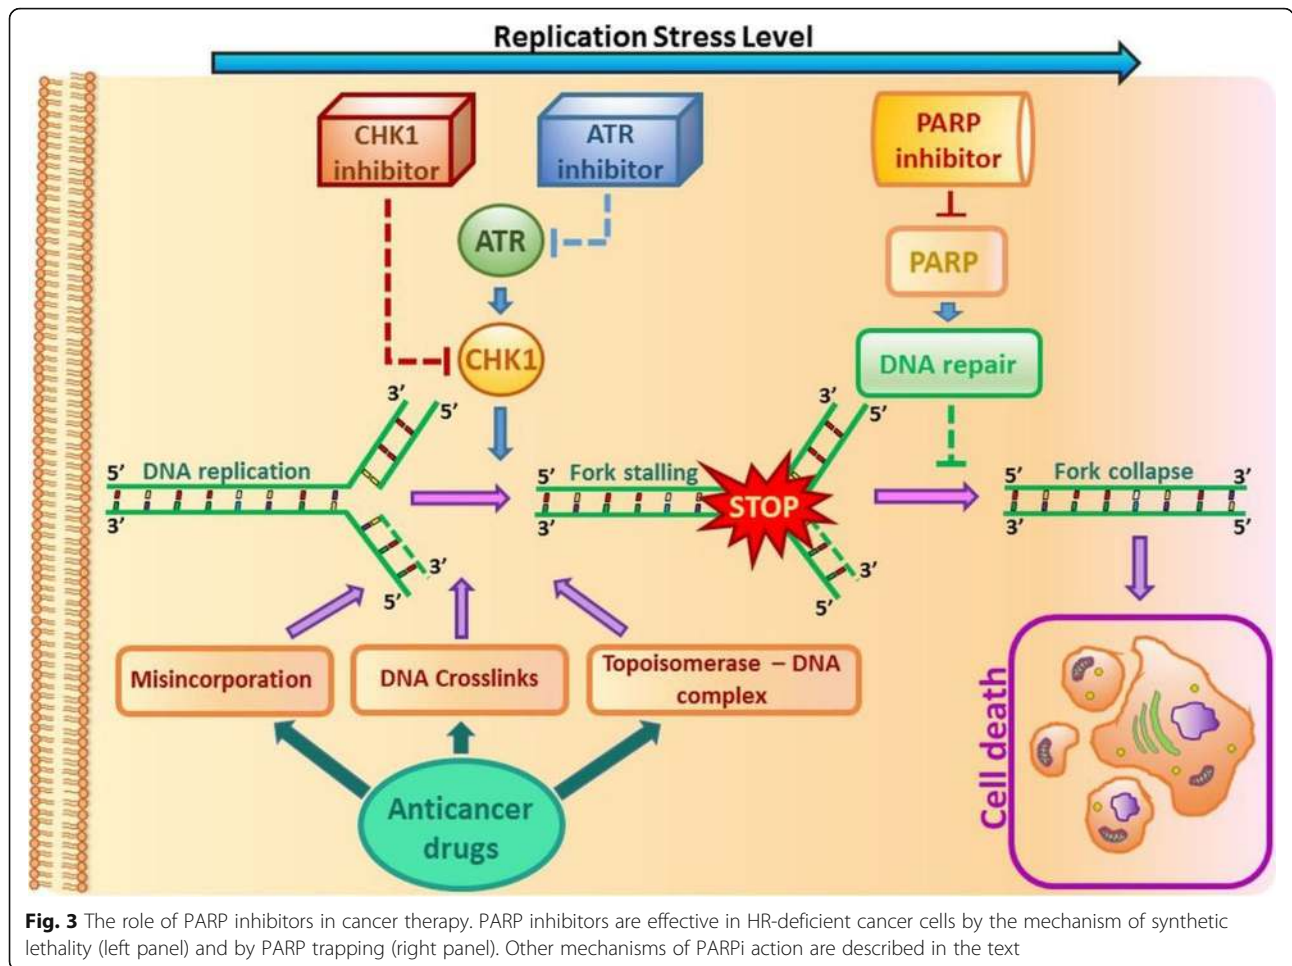 Replication Stress Level
CHK1
inhibitor
ATR
inhibitor
PARP
inhibitor
ATR
PARP
CHK1
DNA repair
3’
5’
3’
5’
5’
DNA replication
5’
Fork stalling
5’
Fork collapse
3’
STOP
3’
3’
3’
5’
3’
5’
3’
5’
Misincorporation
DNA Crosslinks
Topoisomerase – DNA
complex
Anticancer
drugs
Cell death
Fig. 3 The role of PARP inhibitors in cancer therapy. PARP inhibitors are effective in HR-deficient cancer cells by the mechanism of synthetic
lethality (left panel) and by PARP trapping (right panel). Other mechanisms of PARPi action are described in the text